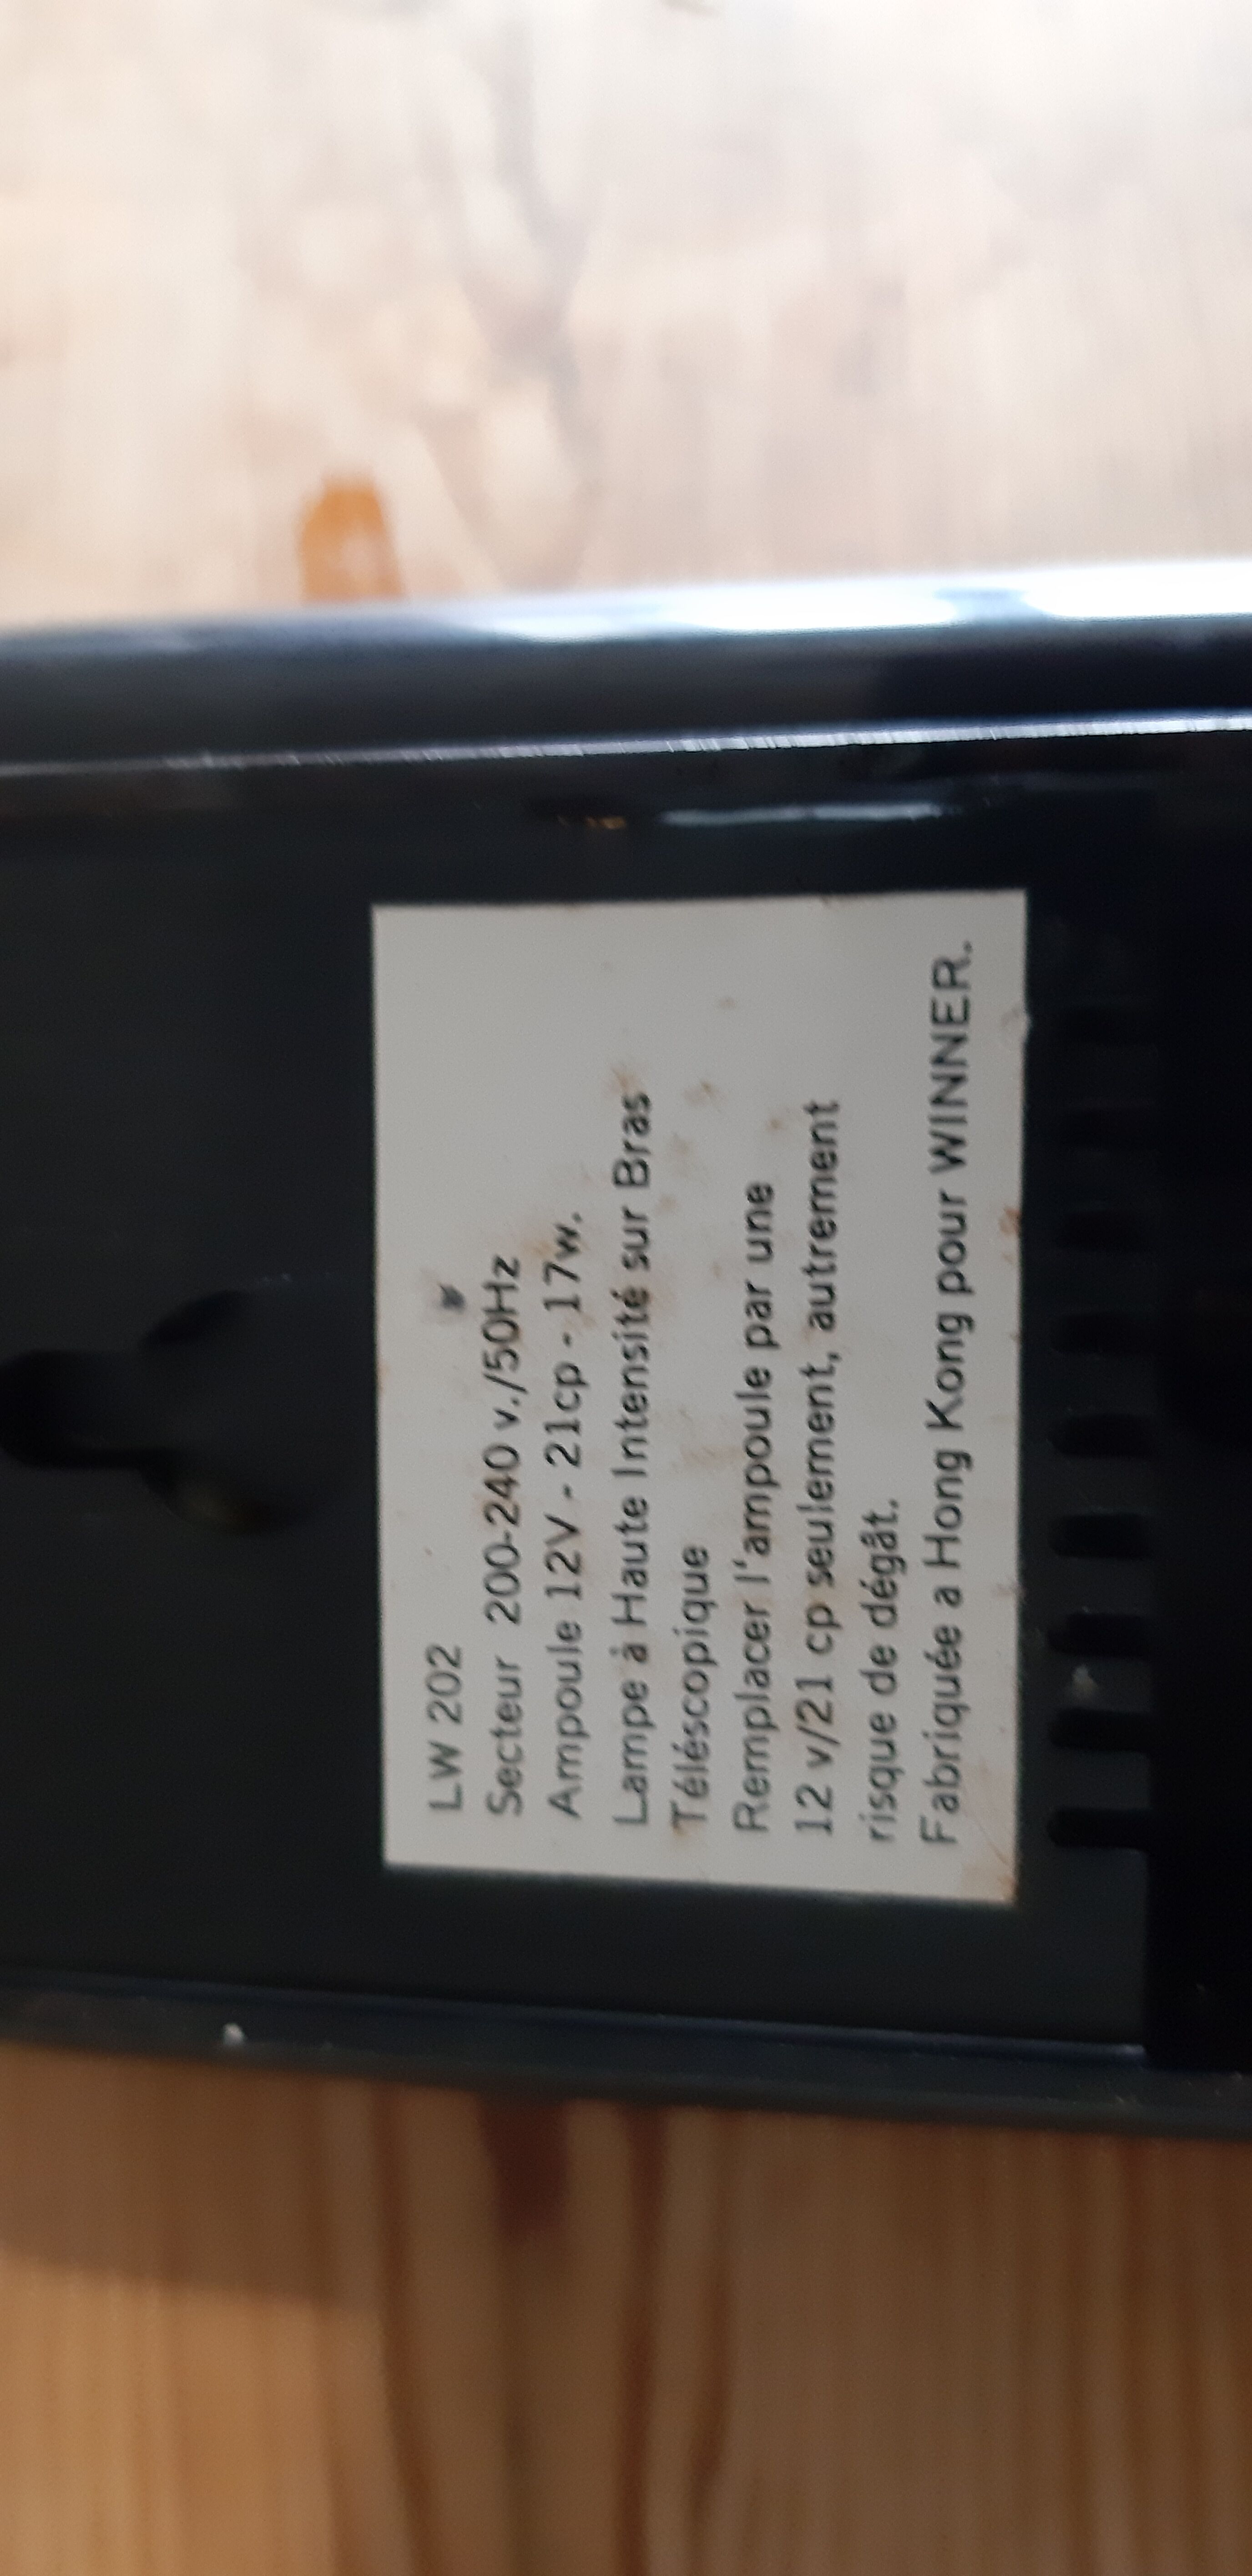 LW 202
Secteur 200-240 v./50Hz
Ampoule 12V - 21cp - 17w.
Lampe à Haute Intensité sur Bras
Téléscopique
Remplacer l'ampoule par une
12 v/21 cp seulement, autrement
risque de dégât.
Fabriquée a Hong Kong pour WINNER.